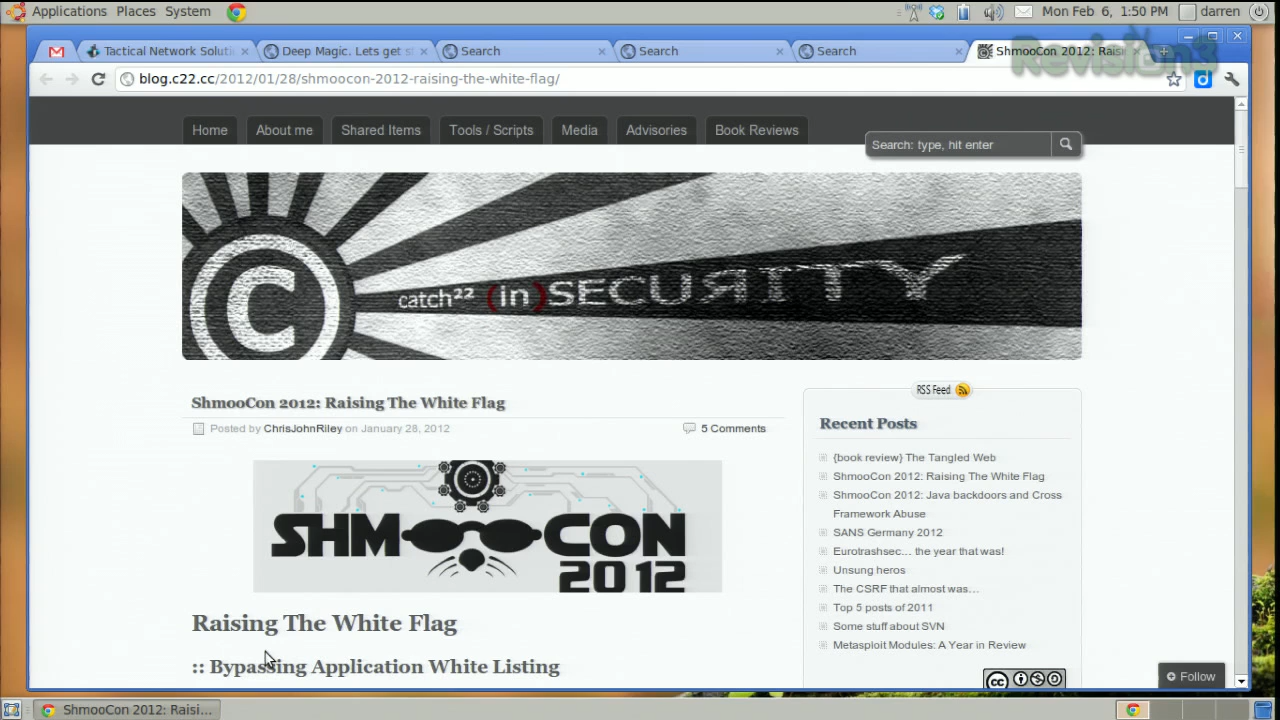 Applications Places System
Mon Feb 6, 1:50 PM darren
Tactical Network Soluti
Deep Magic. Lets get s
Search
Search
Search
ShmooCon 2012: Rais
Revision3
blog.c22.cc/2012/01/28/shmoocon-2012-raising-the-white-flag/
Home About me Shared Items Tools / Scripts Media Advisories Book Reviews
Search: type, hit enter
C
catch²² (in)SECURITY
ShmooCon 2012: Raising The White Flag
Posted by ChrisJohnRiley on January 28, 2012
5 Comments
SHMOOCON
2012
Raising The White Flag
:: Bypassing Application White Listing
RSS Feed
Recent Posts
{book review} The Tangled Web
ShmooCon 2012: Raising The White Flag
ShmooCon 2012: Java backdoors and Cross
Framework Abuse
SANS Germany 2012
Eurotrashsec... the year that was!
Unsung heros
The CSRF that almost was...
Top 5 posts of 2011
Some stuff about SVN
Metasploit Modules: A Year in Review
cc
Follow
ShmooCon 2012: Raisi...